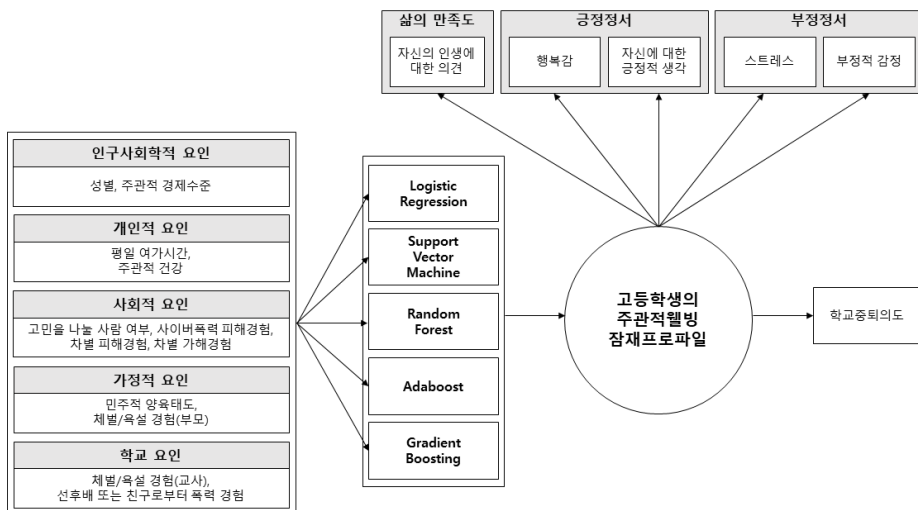 삶의 만족도
자신의 인생에
대한 의견
긍정정서
행복감
자신에 대한
긍정적 생각
부정정서
스트레스
부정적 감정
인구사회학적 요인
성별, 주관적 경제수준
개인적 요인
평일 여가시간,
주관적 건강
사회적 요인
고민을 나눌 사람 여부, 사이버폭력 피해경험,
차별 피해경험, 차별 가해경험
가정적 요인
민주적 양육태도,
체벌/욕설 경험(부모)
학교 요인
체벌/욕설 경험(교사),
선후배 또는 친구로부터 폭력 경험
Logistic
Regression
Support
Vector
Machine
Random
Forest
Adaboost
Gradient
Boosting
고등학생의
주관적웰빙
잠재프로파일
학교중퇴의도